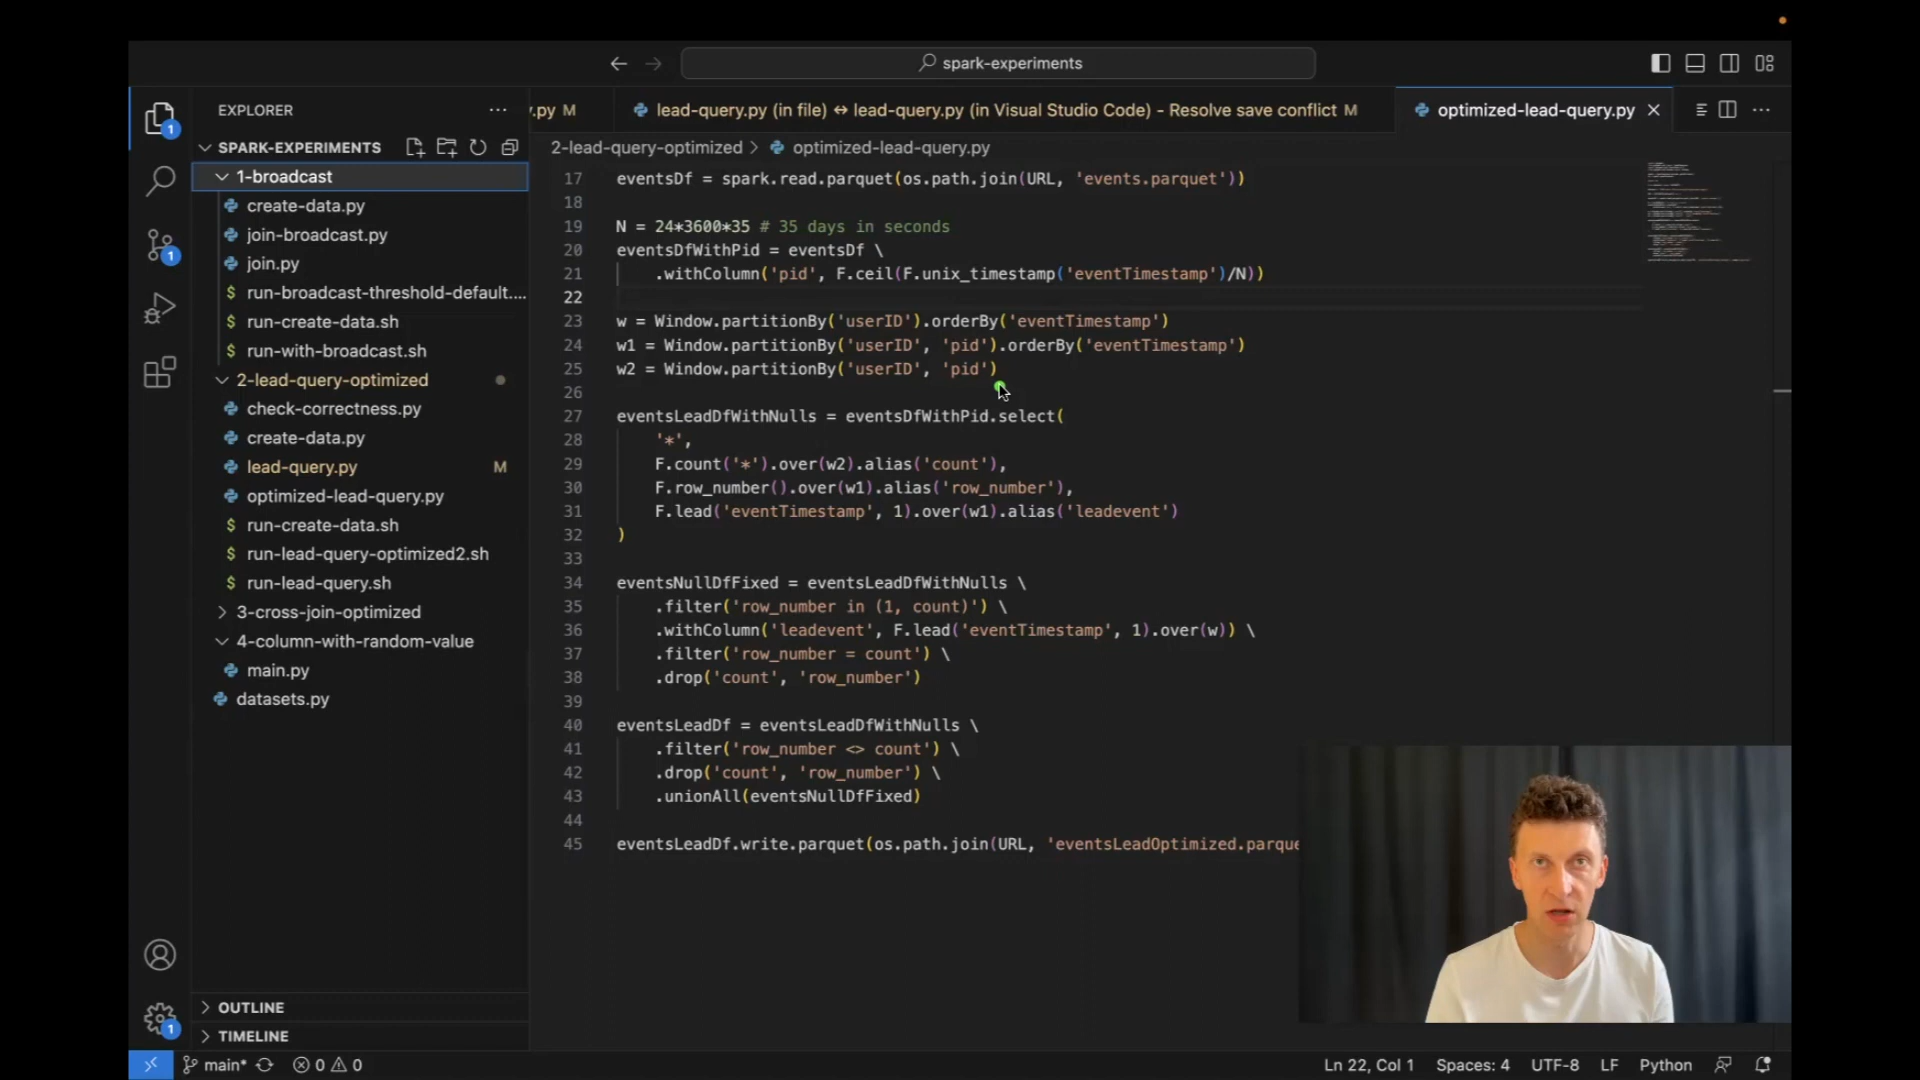 spark-experiments
EXPLORER
.py M
lead-query.py (in file) ↔ lead-query.py (in Visual Studio Code) - Resolve save conflict M
optimized-lead-query.py
SPARK-EXPERIMENTS
1-broadcast
create-data.py
join-broadcast.py
join.py
$ run-broadcast-threshold-default....
$ run-create-data.sh
$ run-with-broadcast.sh
2-lead-query-optimized
check-correctness.py
create-data.py
lead-query.py M
optimized-lead-query.py
$ run-create-data.sh
$ run-lead-query-optimized2.sh
$ run-lead-query.sh
3-cross-join-optimized
4-column-with-random-value
main.py
datasets.py
OUTLINE
TIMELINE
1
1
1
2-lead-query-optimized > optimized-lead-query.py
17 eventsDf = spark.read.parquet(os.path.join(URL, 'events.parquet'))
18
19 N = 24*3600*35 # 35 days in seconds
20 eventsDfWithPid = eventsDf \
21     .withColumn('pid', F.ceil(F.unix_timestamp('eventTimestamp')/N))
22
23 w = Window.partitionBy('userID').orderBy('eventTimestamp')
24 w1 = Window.partitionBy('userID', 'pid').orderBy('eventTimestamp')
25 w2 = Window.partitionBy('userID', 'pid')
26
27 eventsLeadDfWithNulls = eventsDfWithPid.select(
28     '*',
29     F.count('*').over(w2).alias('count'),
30     F.row_number().over(w1).alias('row_number'),
31     F.lead('eventTimestamp', 1).over(w1).alias('leadevent')
32 )
33
34 eventsNullDfFixed = eventsLeadDfWithNulls \
35     .filter('row_number in (1, count)') \
36     .withColumn('leadevent', F.lead('eventTimestamp', 1).over(w)) \
37     .filter('row_number = count') \
38     .drop('count', 'row_number')
39
40 eventsLeadDf = eventsLeadDfWithNulls \
41     .filter('row_number <> count') \
42     .drop('count', 'row_number') \
43     .unionAll(eventsNullDfFixed)
44
45 eventsLeadDf.write.parquet(os.path.join(URL, 'eventsLeadOptimized.parque
main* 0 0
Ln 22, Col 1 Spaces: 4 UTF-8 LF Python